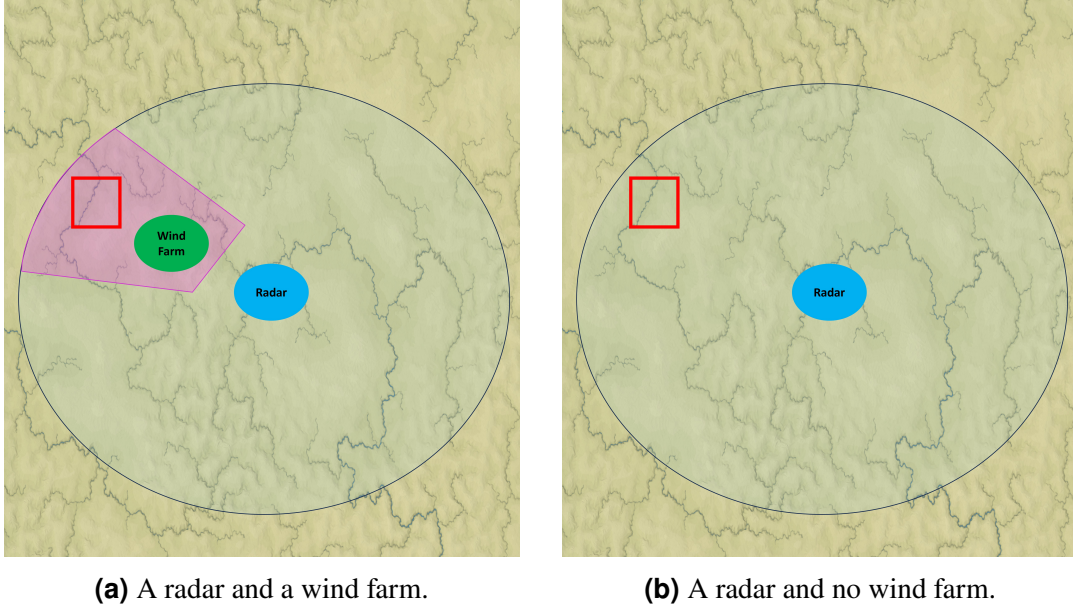 Wind
Farm
Radar
Radar
(a) A radar and a wind farm.
(b) A radar and no wind farm.